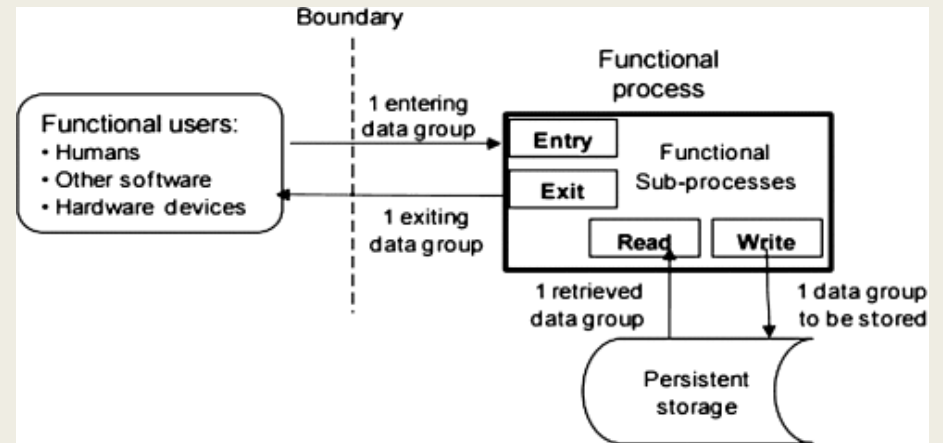 Boundary
Functional
process
1 entering
data group
Functional users:
• Humans
• Other software
• Hardware devices
Entry
Exit
Functional
Sub-processes
Read
Write
1 exiting
data group
1 retrieved
data group
1 data group
to be stored
Persistent
storage